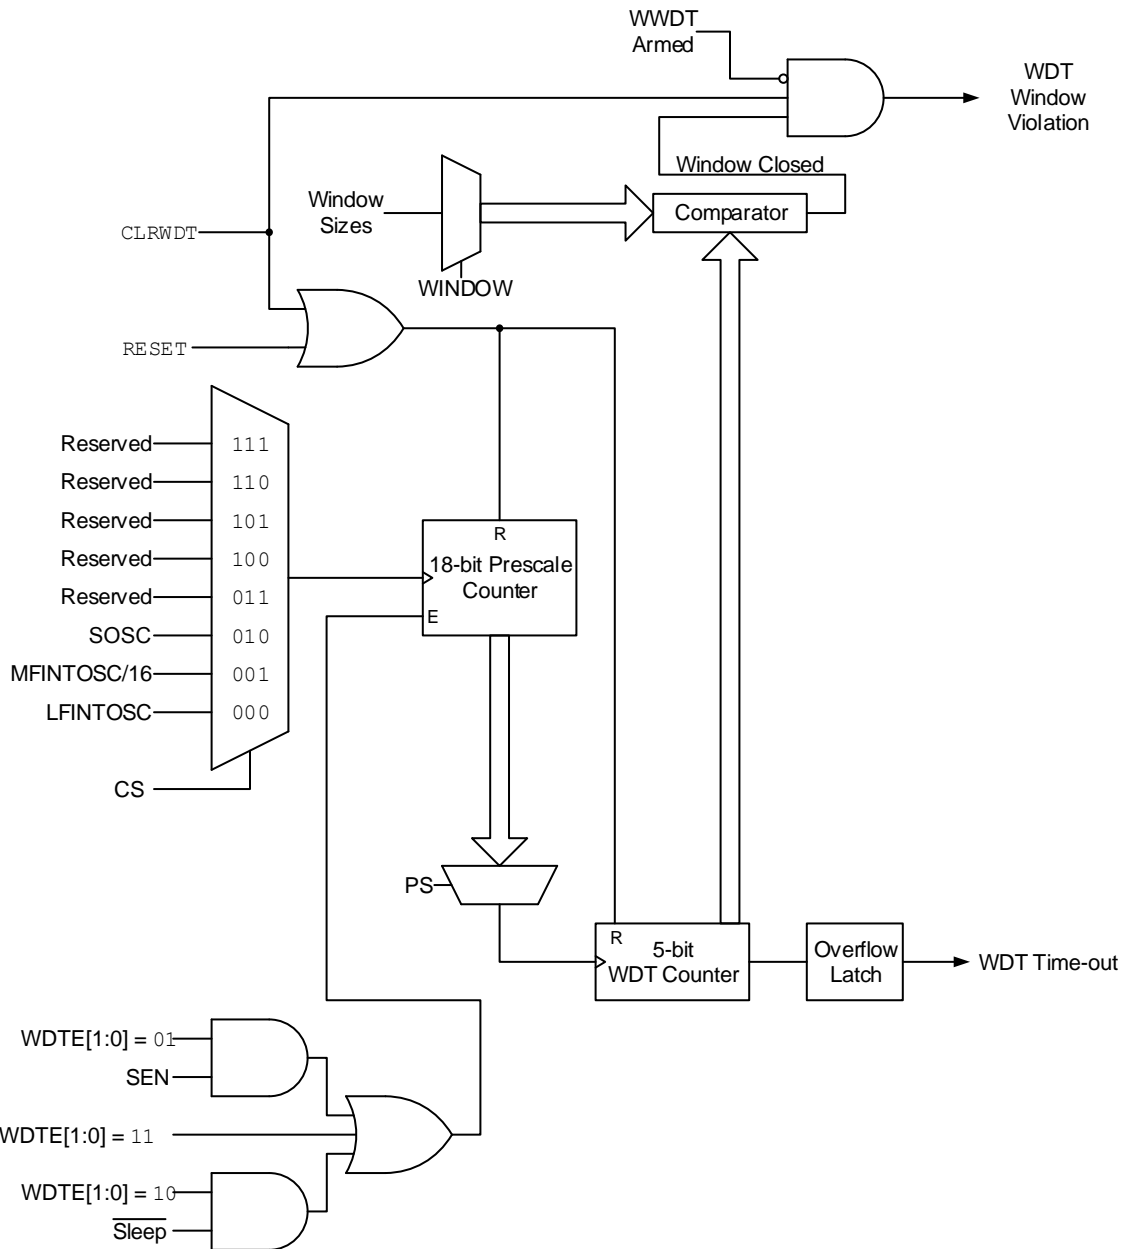 WWDT
Armed
WDT
Window
Violation
Window Closed
Window
Sizes
Comparator
CLRWDT
WINDOW
RESET
Reserved 111
Reserved 110
Reserved 101
Reserved 100
Reserved 011
SOSC 010
MFINTOSC/16 001
LFINTOSC 000
CS
R
18-bit Prescale
Counter
E
PS
R
5-bit
WDT Counter
Overflow
Latch
WDT Time-out
WDTE[1:0] = 01
SEN
WDTE[1:0] = 11
WDTE[1:0] = 10
Sleep